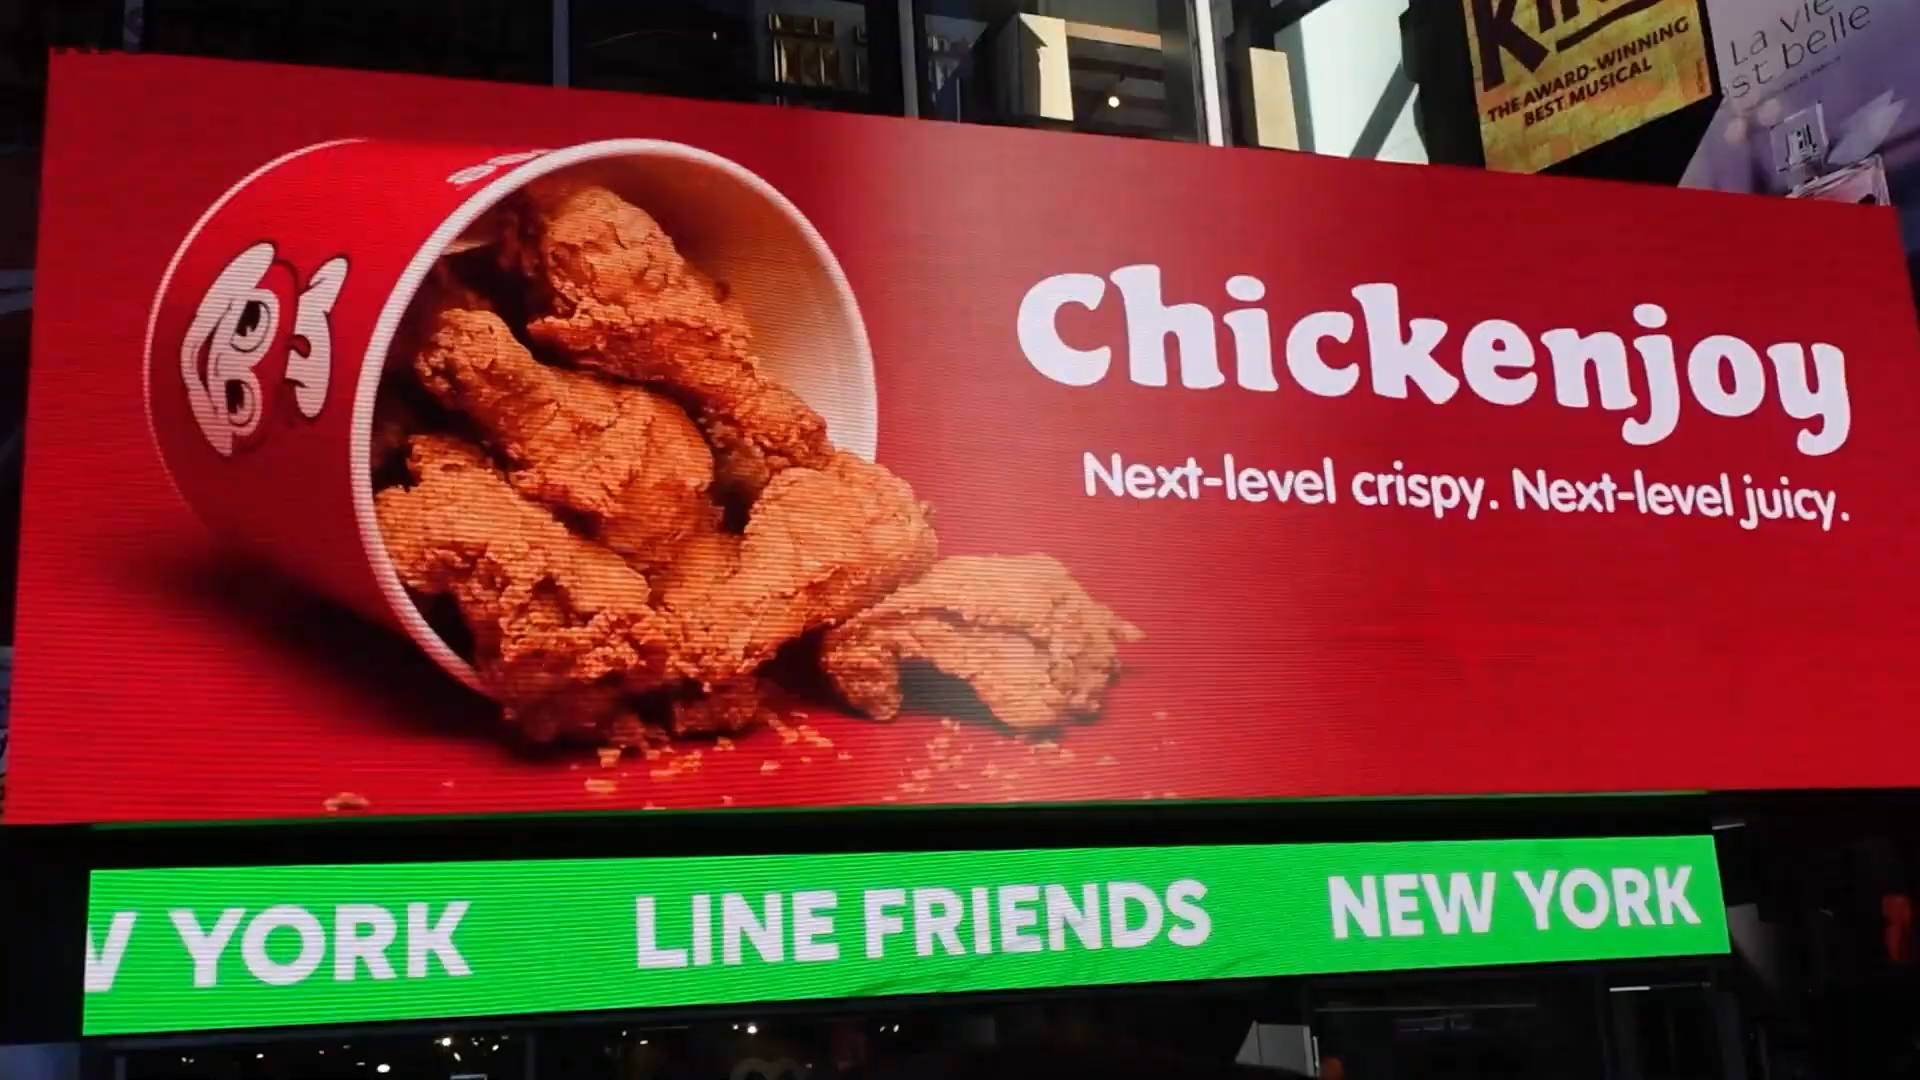 THE AWARD-WINNING
BEST MUSICAL
La vie
est belle
Chickenjoy
Next-level crispy. Next-level juicy.
YORK LINE FRIENDS NEW YORK